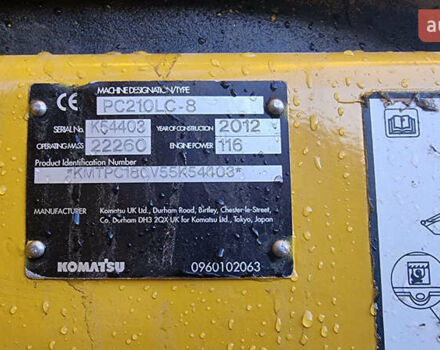 RIA
CE
MACHINE DESIGNATION/TYPE
PC210LC-8
SERIAL No. K54403 YEAR OF CONSTRUCTION 2012
OPERATING MASS 22260 ENGINE POWER 116
Product Identification Number
*KMTPC180V55K54403*
MANUFACTURER Komatsu UK Ltd., Durham Road, Birtley, Chester-le-Street,
Co. Durham DH3 2QX UK for Komatsu Ltd., Tokyo, Japan
KOMATSU 0960102063